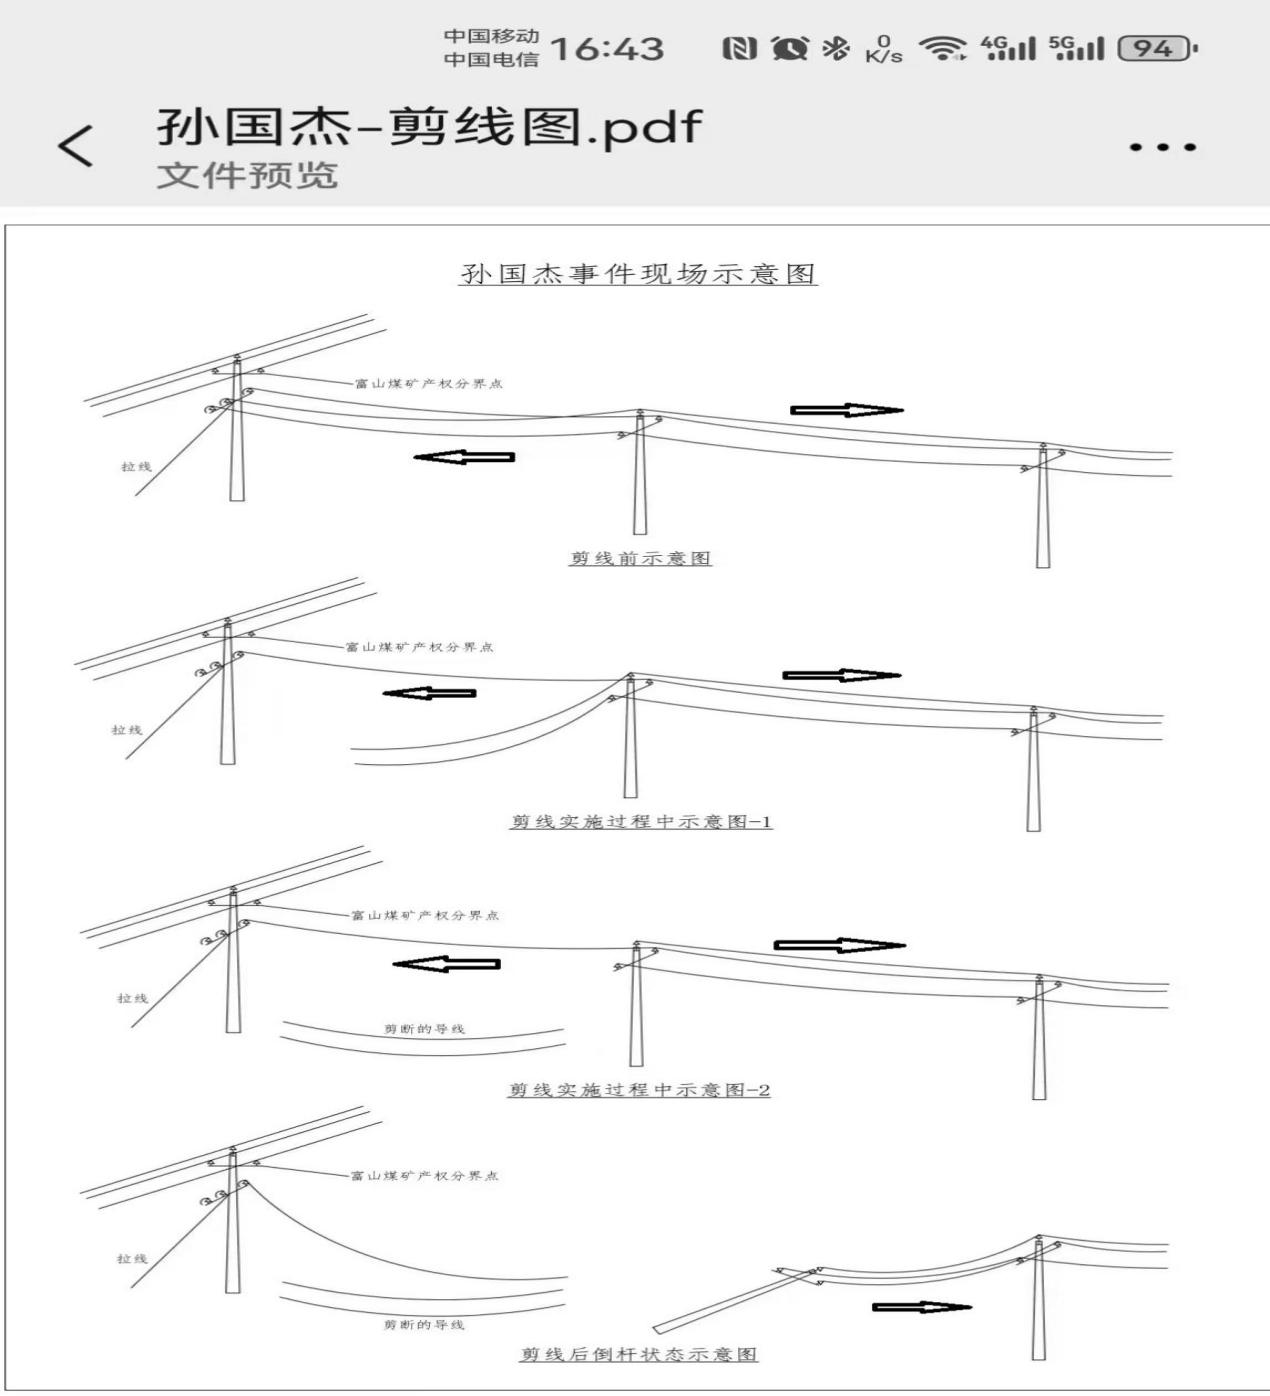 中国移动
中国电信
16:43
0
K/s
4G
5G
94
孙国杰-剪线图.pdf
文件预览
孙国杰事件现场示意图
富山煤矿产权分界点
拉线
剪线前示意图
富山煤矿产权分界点
拉线
剪线实施过程中示意图-1
富山煤矿产权分界点
拉线
剪断的导线
剪线实施过程中示意图-2
富山煤矿产权分界点
拉线
剪断的导线
剪线后倒杆状态示意图